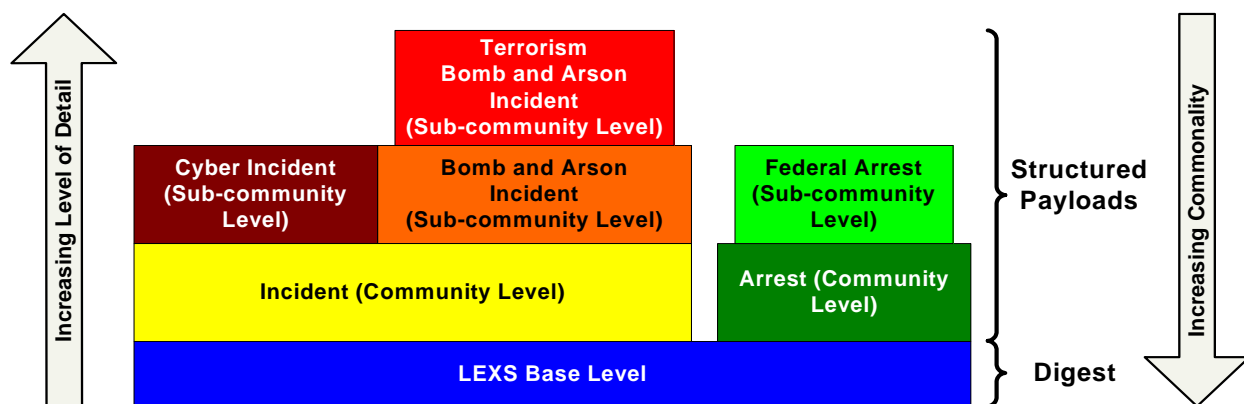 Increasing Level of Detail
Terrorism
Bomb and Arson
Incident
(Sub-community Level)
Cyber Incident
(Sub-community
Level)
Bomb and Arson
Incident
(Sub-community Level)
Federal Arrest
(Sub-community
Level)
Incident (Community Level)
Arrest (Community
Level)
LEXS Base Level
Structured
Payloads
Digest
Increasing Commonality